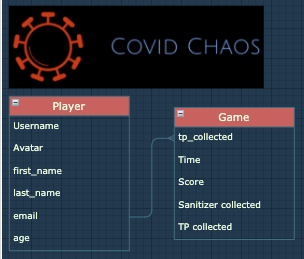 Covid Chaos
Player
Username
Avatar
first_name
last_name
email
age
Game
tp_collected
Time
Score
Sanitizer collected
TP collected